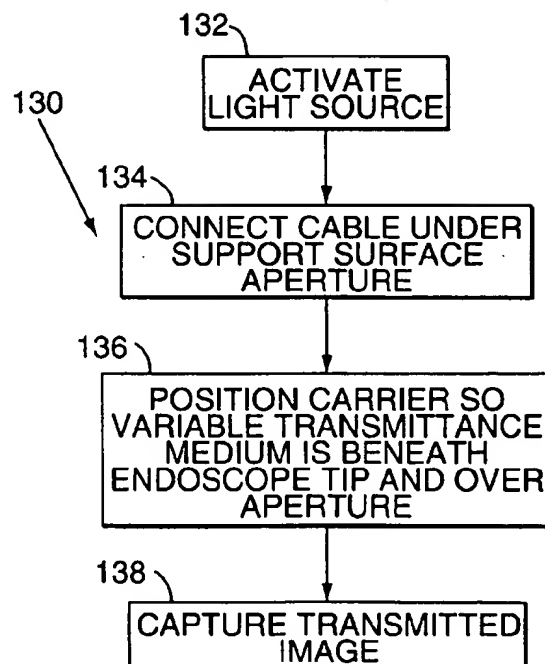 132
ACTIVATE
LIGHT SOURCE
130
134
CONNECT CABLE UNDER
SUPPORT SURFACE
APERTURE
136
POSITION CARRIER SO
VARIABLE TRANSMITTANCE
MEDIUM IS BENEATH
ENDOSCOPE TIP AND OVER
APERTURE
138
CAPTURE TRANSMITTED
IMAGE